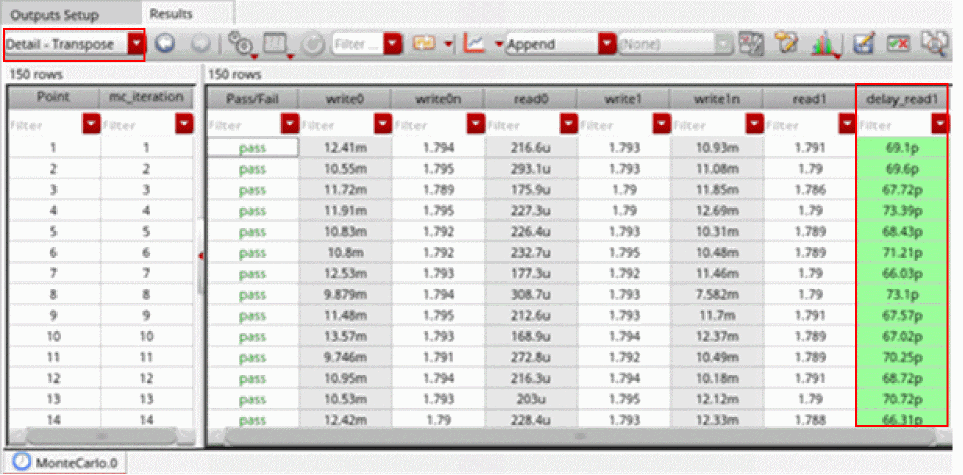 Outputs Setup Results
Detail - Transpose Filter ... Append (None)
150 rows 150 rows
Point mc_iteration Pass/Fail write0 write0n read0 write1 write1n read1 delay_read1
Filter Filter Filter Filter Filter Filter Filter Filter Filter Filter
1 1 pass 12.41m 1.794 216.6u 1.793 10.93m 1.791 69.1p
2 2 pass 10.55m 1.795 293.1u 1.793 11.08m 1.79 69.6p
3 3 pass 11.72m 1.789 175.9u 1.79 11.85m 1.786 67.72p
4 4 pass 11.91m 1.795 227.3u 1.79 12.69m 1.79 73.39p
5 5 pass 10.83m 1.792 226.4u 1.793 10.31m 1.789 68.43p
6 6 pass 10.8m 1.792 232.7u 1.795 10.48m 1.789 71.21p
7 7 pass 12.53m 1.793 177.3u 1.792 11.46m 1.79 66.03p
8 8 pass 9.879m 1.794 308.7u 1.793 7.582m 1.79 73.1p
9 9 pass 11.48m 1.795 212.6u 1.793 11.7m 1.791 67.57p
10 10 pass 13.57m 1.793 168.9u 1.794 12.37m 1.789 67.02p
11 11 pass 9.746m 1.791 272.8u 1.792 10.49m 1.789 70.25p
12 12 pass 10.95m 1.794 216.3u 1.794 10.18m 1.791 68.72p
13 13 pass 10.53m 1.793 203u 1.795 12.12m 1.79 70.72p
14 14 pass 12.42m 1.79 228.4u 1.793 12.33m 1.788 66.31p
MonteCarlo.0